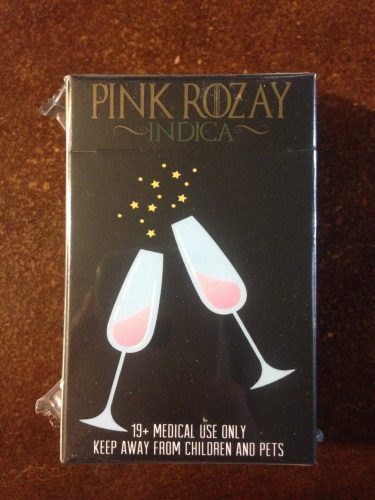 PINK ROZAY
~INDICA~
19+ MEDICAL USE ONLY
KEEP AWAY FROM CHILDREN AND PETS